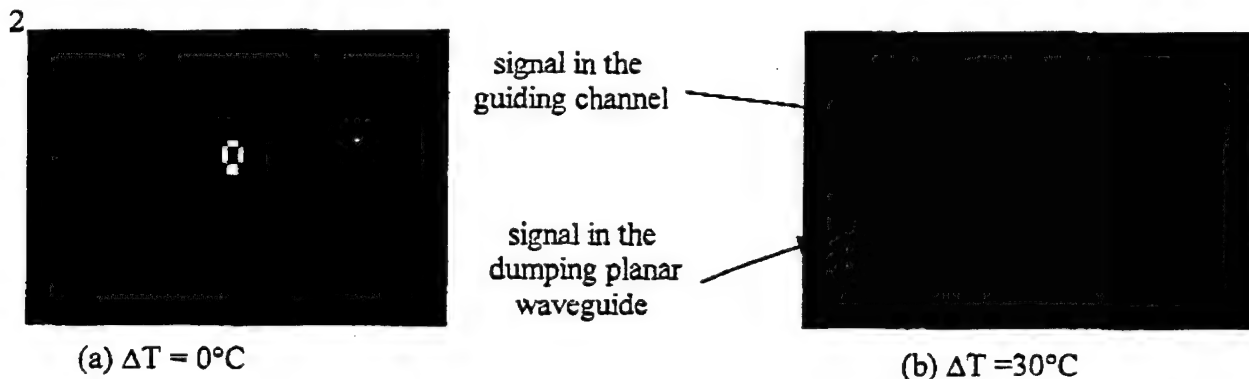 2
signal in the
guiding channel
signal in the
dumping planar
waveguide
(a) ΔT = 0°C
(b) ΔT =30°C